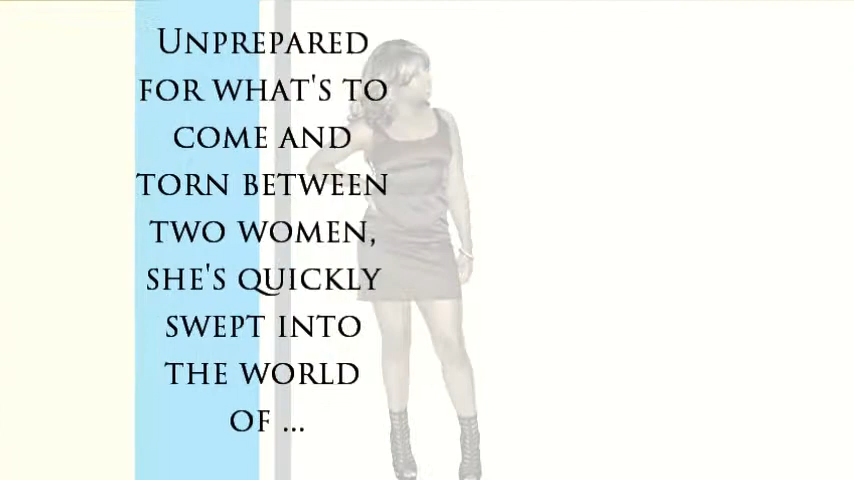 Unprepared
for what's to
come and
torn between
two women,
she's quickly
swept into
the world
of ...